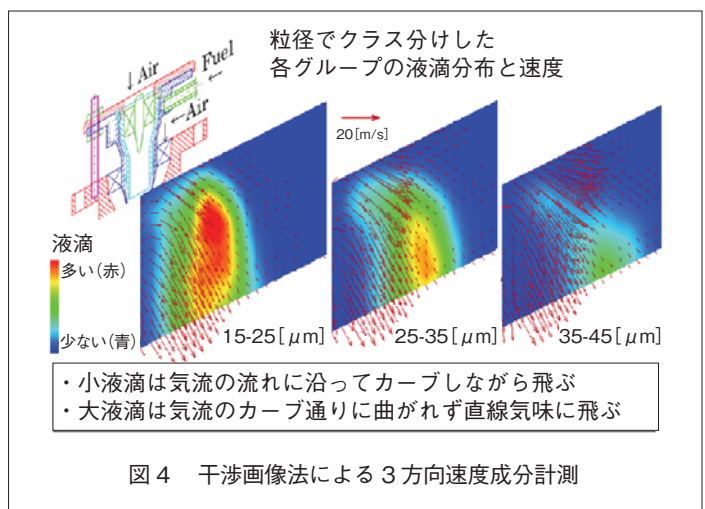 粒径でクラス分けした
各グループの液滴分布と速度
Air
Fuel
Air
20[m/s]
液滴
多い（赤）
少ない（青）
15-25[μm]
25-35[μm]
35-45[μm]
・小液滴は気流の流れに沿ってカーブしながら飛ぶ
・大液滴は気流のカーブ通りに曲がれず直線気味に飛ぶ
図4 干渉画像法による3方向速度成分計測